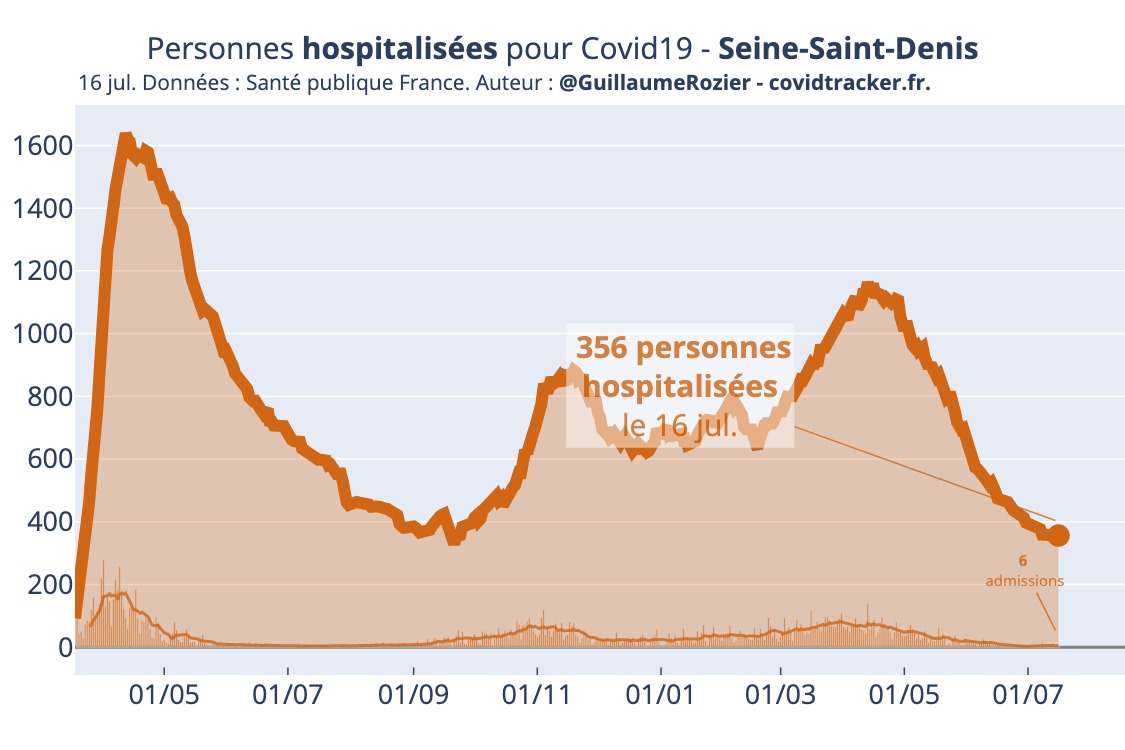 Personnes hospitalisées pour Covid19 - Seine-Saint-Denis
16 jul. Données : Santé publique France. Auteur : @GuillaumeRozier - covidtracker.fr.
1600
1400
1200
1000
800
600
400
200
0
356 personnes
hospitalisées
le 16 jul.
6
admissions
01/05 01/07 01/09 01/11 01/01 01/03 01/05 01/07